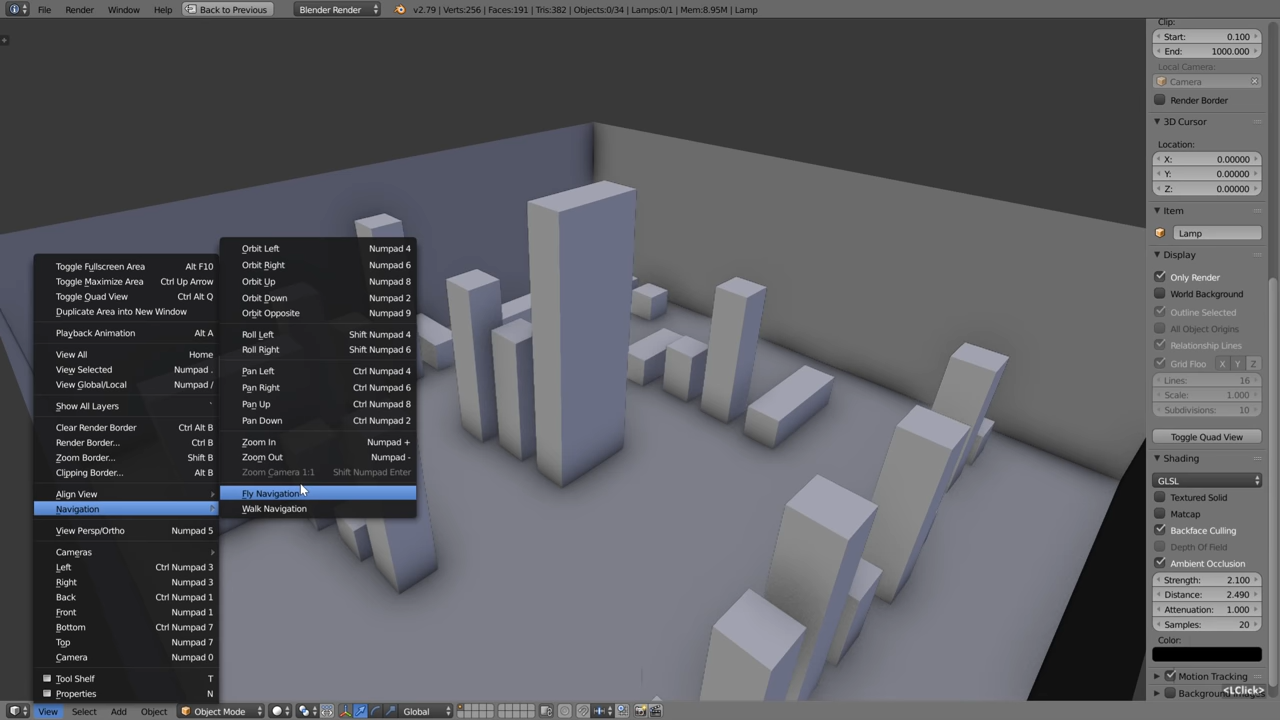 File Render Window Help Back to Previous Blender Render v2.79 | Verts:256 | Faces:191 | Tris:382 | Objects:0/34 | Lamps:0/1 | Mem:8.95M | Lamp
Clip:
Start: 0.100
End: 1000.000
Local Camera:
Camera
Render Border
3D Cursor
Location:
X: 0.00000
Y: 0.00000
Z: 0.00000
Item
Lamp
Display
Only Render
World Background
Outline Selected
All Object Origins
Relationship Lines
Grid Floo X Y Z
Lines: 16
Scale: 1.000
Subdivisions: 10
Toggle Quad View
Shading
GLSL
Textured Solid
Matcap
Backface Culling
Depth Of Field
Ambient Occlusion
Strength: 2.100
Distance: 2.490
Attenuation: 1.000
Samples: 20
Color:
Motion Tracking
<LClick>
Toggle Fullscreen Area Alt F10
Toggle Maximize Area Ctrl Up Arrow
Toggle Quad View Ctrl Alt Q
Duplicate Area into New Window
Playback Animation Alt A
View All Home
View Selected Numpad .
View Global/Local Numpad /
Show All Layers `
Clear Render Border Ctrl Alt B
Render Border... Ctrl B
Zoom Border... Shift B
Clipping Border... Alt B
Align View
Navigation
View Persp/Ortho Numpad 5
Cameras
Left Ctrl Numpad 3
Right Numpad 3
Back Ctrl Numpad 1
Front Numpad 1
Bottom Ctrl Numpad 7
Top Numpad 7
Camera Numpad 0
Tool Shelf T
Properties N
Orbit Left Numpad 4
Orbit Right Numpad 6
Orbit Up Numpad 8
Orbit Down Numpad 2
Orbit Opposite Numpad 9
Roll Left Shift Numpad 4
Roll Right Shift Numpad 6
Pan Left Ctrl Numpad 4
Pan Right Ctrl Numpad 6
Pan Up Ctrl Numpad 8
Pan Down Ctrl Numpad 2
Zoom In Numpad +
Zoom Out Numpad -
Zoom Camera 1:1 Shift Numpad Enter
Fly Navigation
Walk Navigation
View Select Add Object Object Mode Global